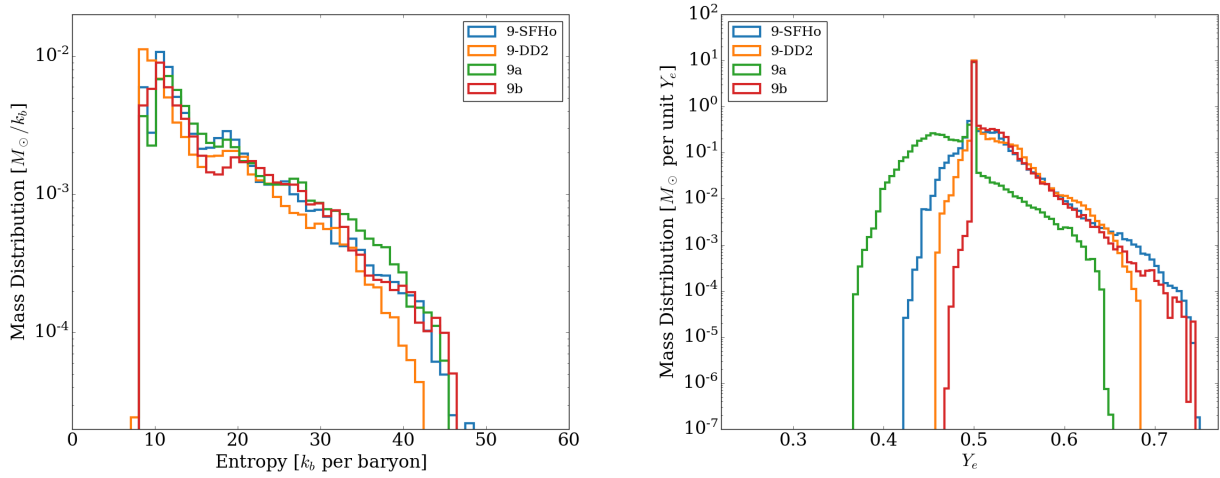 9-SFHo
9-DD2
9a
9b
10^{-2}
10^{-3}
10^{-4}
Mass Distribution [M_⊙/k_b]
0 10 20 30 40 50 60
Entropy [k_b per baryon]
9-SFHo
9-DD2
9a
9b
10^2
10^1
10^0
10^{-1}
10^{-2}
10^{-3}
10^{-4}
10^{-5}
10^{-6}
10^{-7}
Mass Distribution [M_⊙ per unit Y_e]
0.3 0.4 0.5 0.6 0.7
Y_e